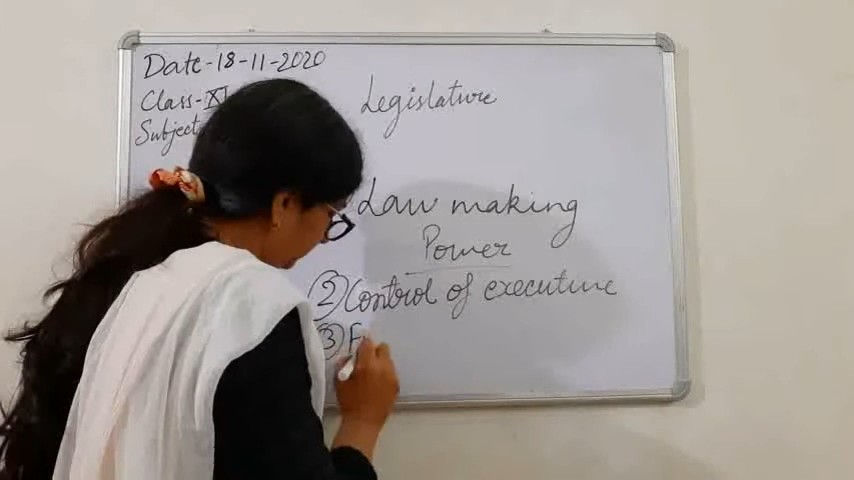 Date-18-11-2020
Class-XI
Subject
Legislature
Law making
Power
② Control of executive
③ F